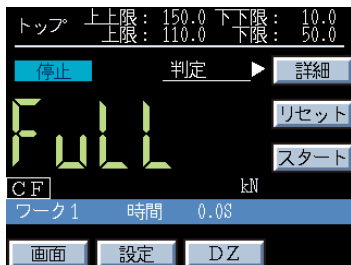 トップ 上上限： 150.0 下下限： 10.0
上限： 110.0 下限： 50.0
停止 判定 ▶ 詳細
FuLL リセット
スタート
CF kN
ワーク1 時間 0.0S
画面 設定 DZ